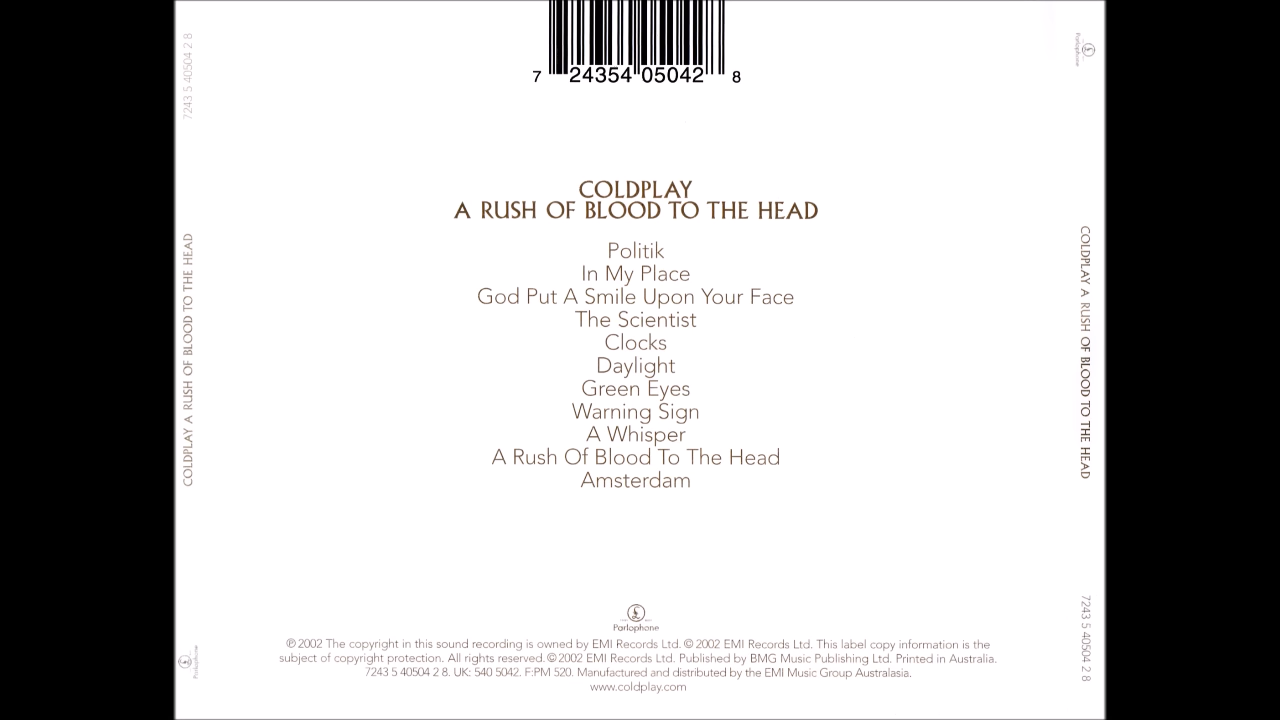 7 24354 05042 8
7243 5 40504 2 8
COLDPLAY A RUSH OF BLOOD TO THE HEAD
Parlophone
COLDPLAY
A RUSH OF BLOOD TO THE HEAD
Politik
In My Place
God Put A Smile Upon Your Face
The Scientist
Clocks
Daylight
Green Eyes
Warning Sign
A Whisper
A Rush Of Blood To The Head
Amsterdam
Parlophone
℗ 2002 The copyright in this sound recording is owned by EMI Records Ltd. © 2002 EMI Records Ltd. This label copy information is the
subject of copyright protection. All rights reserved. © 2002 EMI Records Ltd. Published by BMG Music Publishing Ltd. Printed in Australia.
7243 5 40504 2 8. UK: 540 5042. F:PM 520. Manufactured and distributed by the EMI Music Group Australasia.
www.coldplay.com
Parlophone
COLDPLAY A RUSH OF BLOOD TO THE HEAD
7243 5 40504 2 8